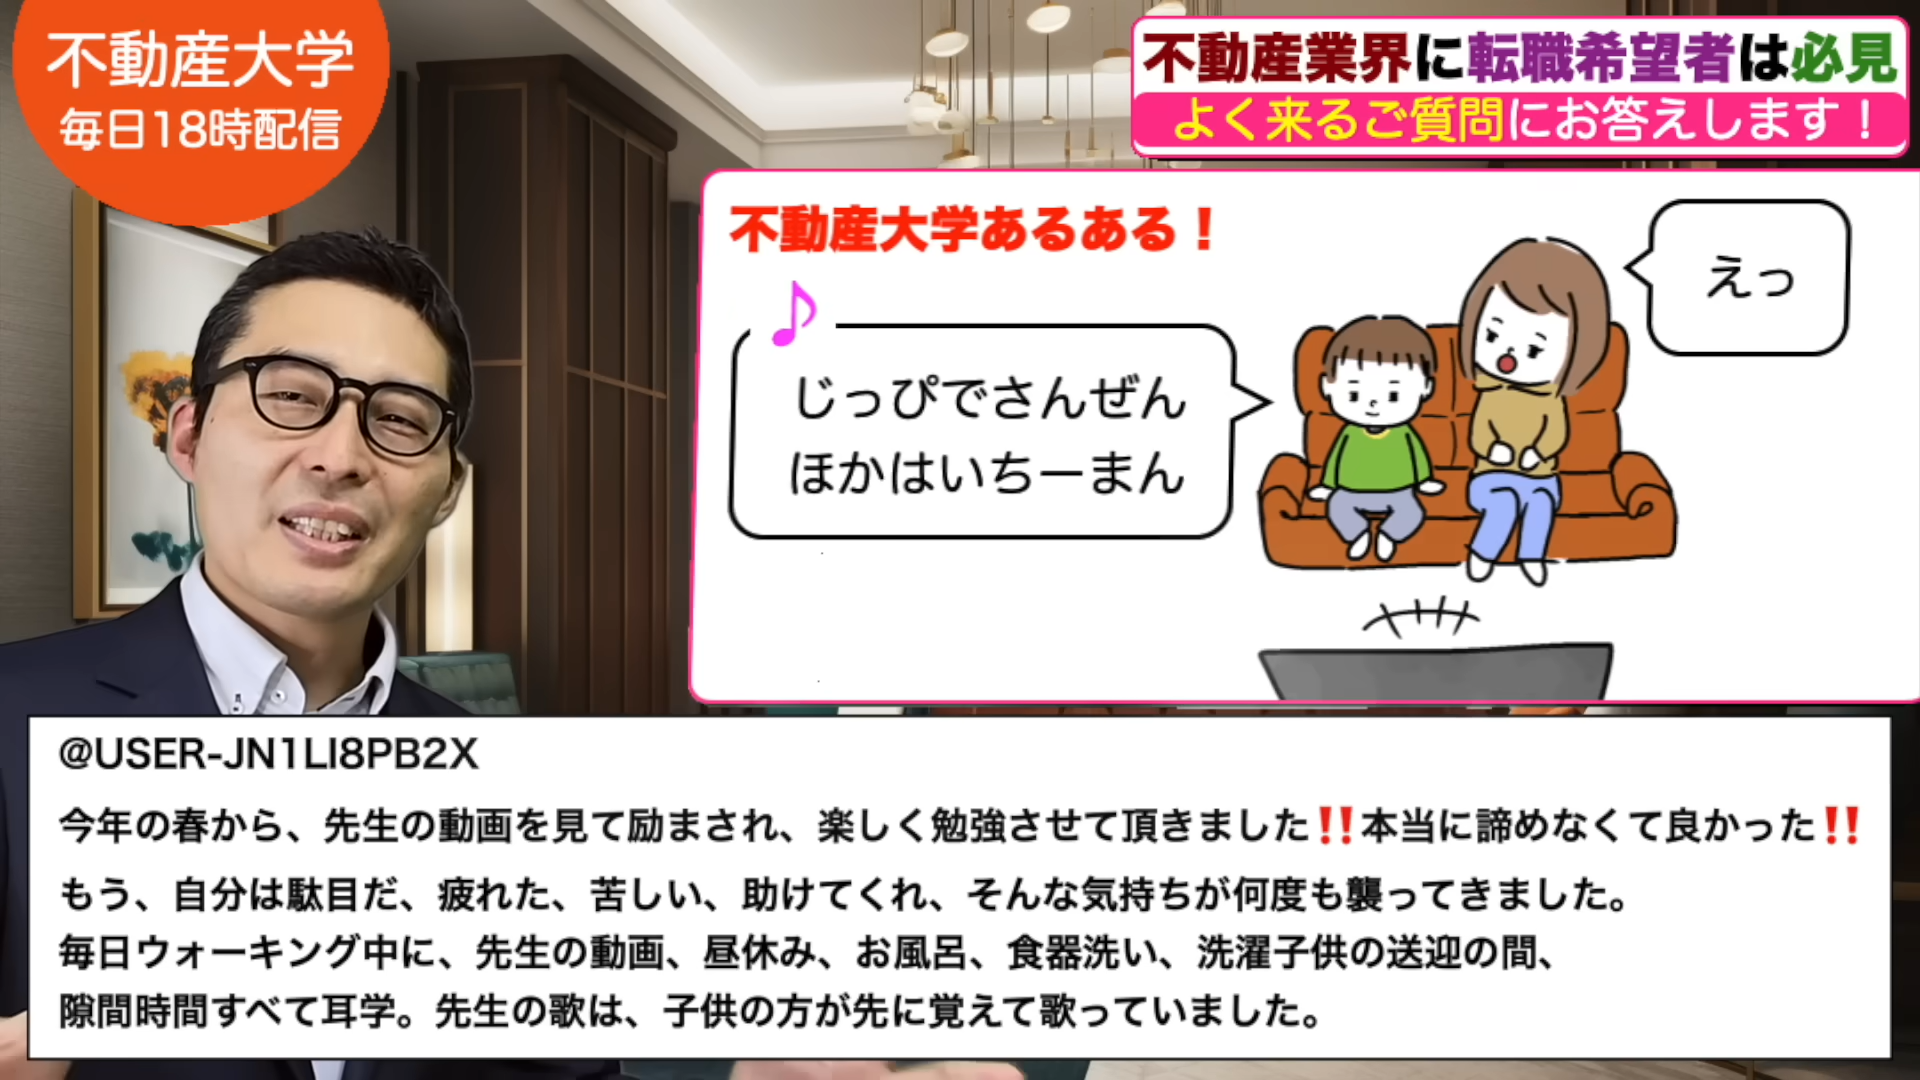 不動産大学
毎日18時配信
不動産業界に転職希望者は必見
よく来るご質問にお答えします！
不動産大学あるある！
えっ
じっぴでさんぜん
ほかはいちーまん
@USER-JN1LI8PB2X
今年の春から、先生の動画を見て励まされ、楽しく勉強させて頂きました‼️本当に諦めなくて良かった‼️
もう、自分は駄目だ、疲れた、苦しい、助けてくれ、そんな気持ちが何度も襲ってきました。
毎日ウォーキング中に、先生の動画、昼休み、お風呂、食器洗い、洗濯子供の送迎の間、
隙間時間すべて耳学。先生の歌は、子供の方が先に覚えて歌っていました。